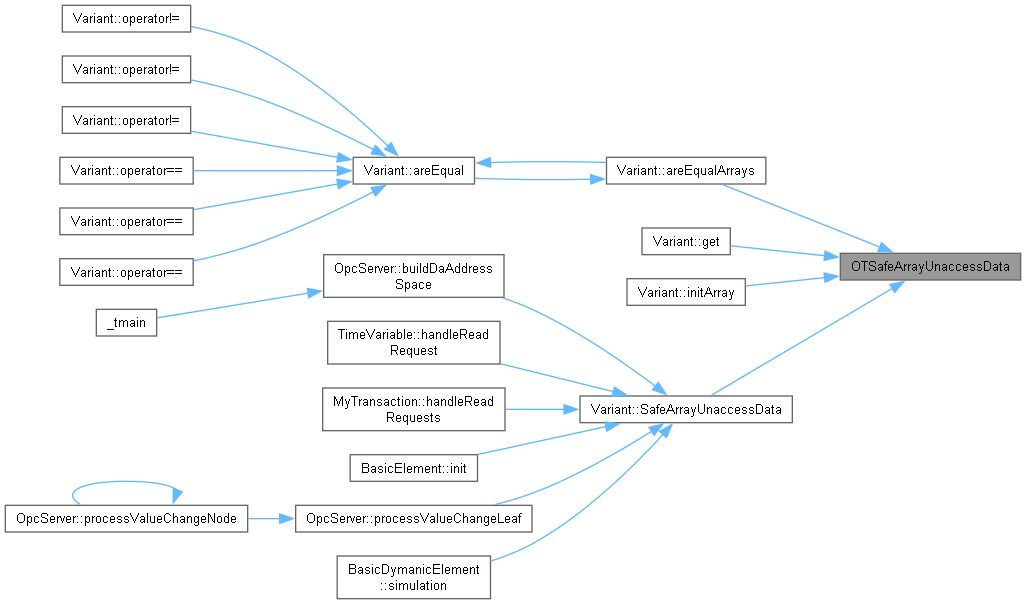 Variant::operator!=
Variant::operator!=
Variant::operator!=
Variant::operator==
Variant::operator==
Variant::operator==
Variant::areEqual
Variant::areEqualArrays
Variant::get
Variant::initArray
OTSafeArrayUnaccessData
OpcServer::buildDaAddress
Space
_tmain
TimeVariable::handleRead
Request
MyTransaction::handleRead
Requests
Variant::SafeArrayUnaccessData
BasicElement::init
OpcServer::processValueChangeNode
OpcServer::processValueChangeLeaf
BasicDymanicElement
::simulation